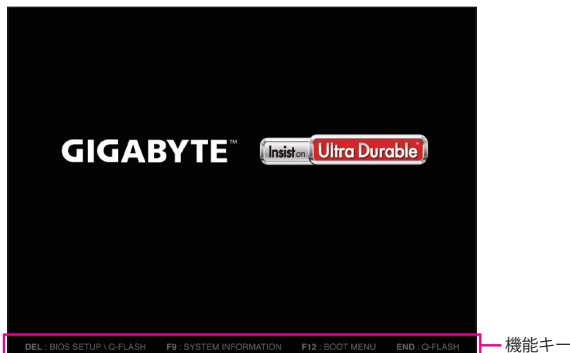 GIGABYTE™ Insist on Ultra Durable™
DEL : BIOS SETUP \ Q-FLASH F9 : SYSTEM INFORMATION F12 : BOOT MENU END : Q-FLASH
機能キー